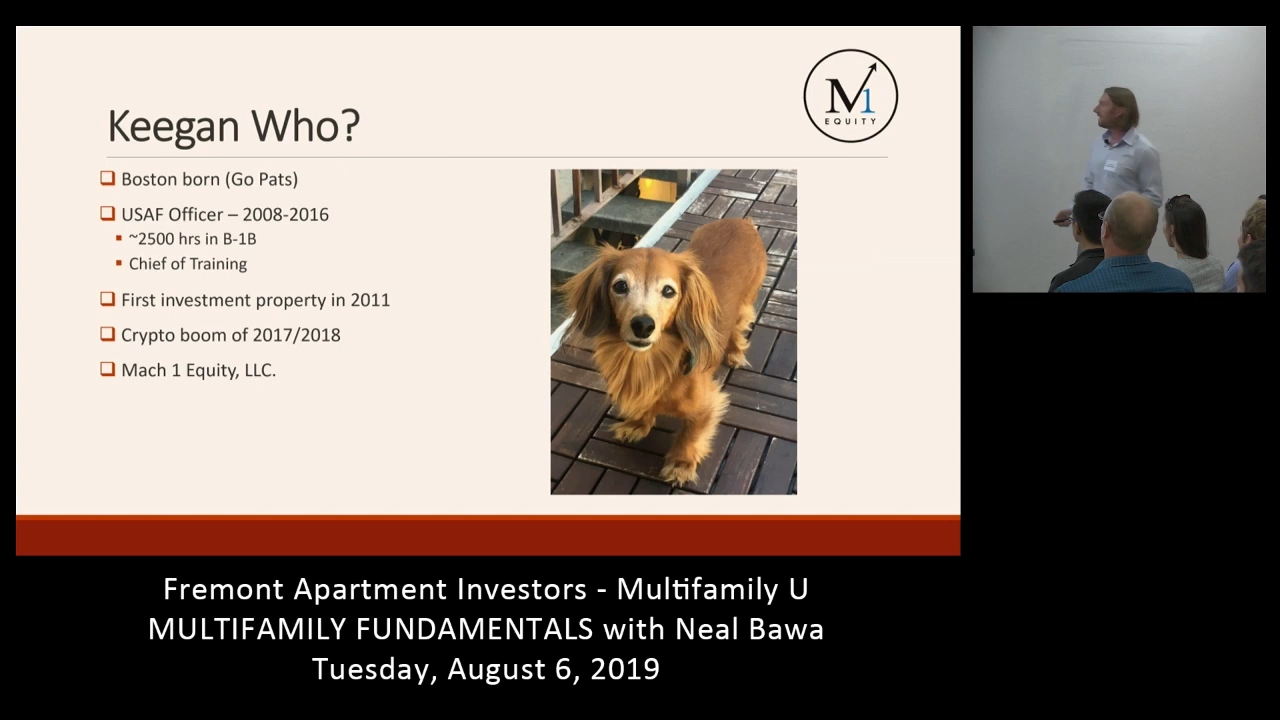 M1
EQUITY
Keegan Who?
Boston born (Go Pats)
USAF Officer – 2008-2016
~2500 hrs in B-1B
Chief of Training
First investment property in 2011
Crypto boom of 2017/2018
Mach 1 Equity, LLC.
Fremont Apartment Investors - Multifamily U
MULTIFAMILY FUNDAMENTALS with Neal Bawa
Tuesday, August 6, 2019